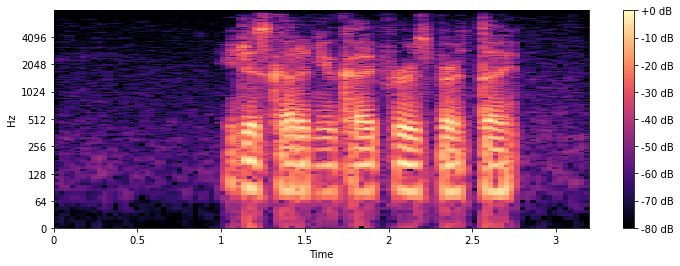 +0 dB
4096
-10 dB
2048
-20 dB
1024
-30 dB
Hz
512
-40 dB
256
-50 dB
128
-60 dB
64
-70 dB
0
-80 dB
0 0.5 1 1.5 2 2.5 3
Time